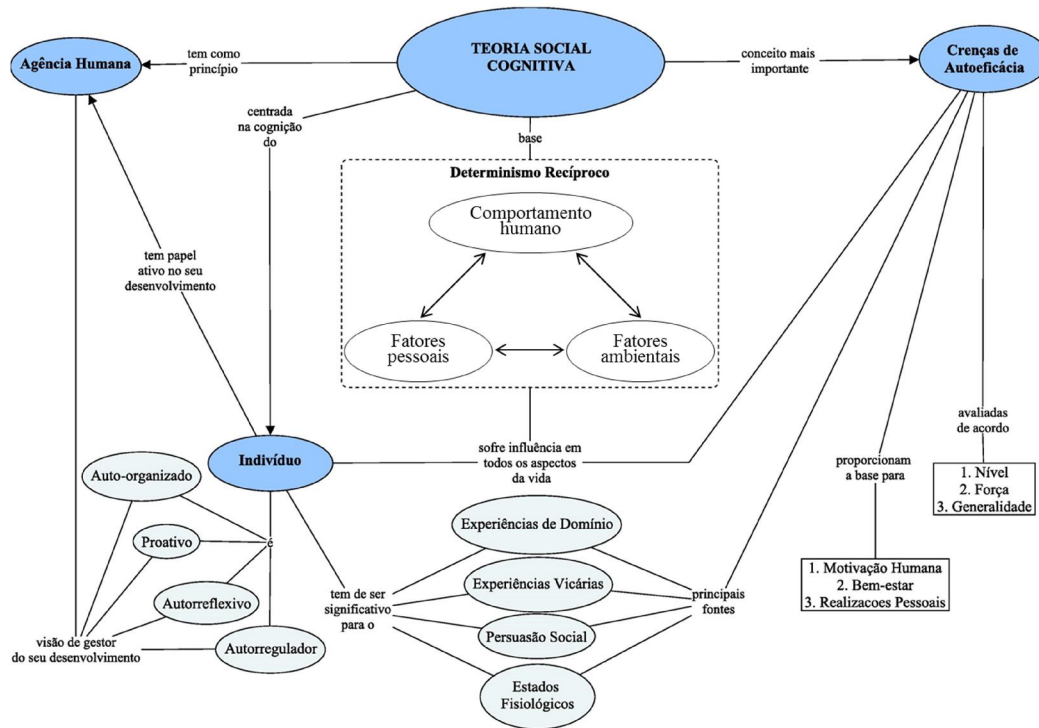 TEORIA SOCIAL
COGNITIVA
Agência Humana
tem como
princípio
conceito mais
importante
Crenças de
Autoeficácia
centrada
na cognição
do
base
Determinismo Recíproco
Comportamento
humano
Fatores
pessoais
Fatores
ambientais
tem papel
ativo no seu
desenvolvimento
sofre influência em
todos os aspectos
da vida
Indivíduo
avaliadas
de acordo
1. Nível
2. Força
3. Generalidade
proporcionam
a base para
1. Motivação Humana
2. Bem-estar
3. Realizacoes Pessoais
Auto-organizado
Proativo
é
Autorreflexivo
Autorregulador
visão de gestor
do seu desenvolvimento
tem de ser
significativo
para o
Experiências de Domínio
Experiências Vicárias
Persuasão Social
Estados
Fisiológicos
principais
fontes